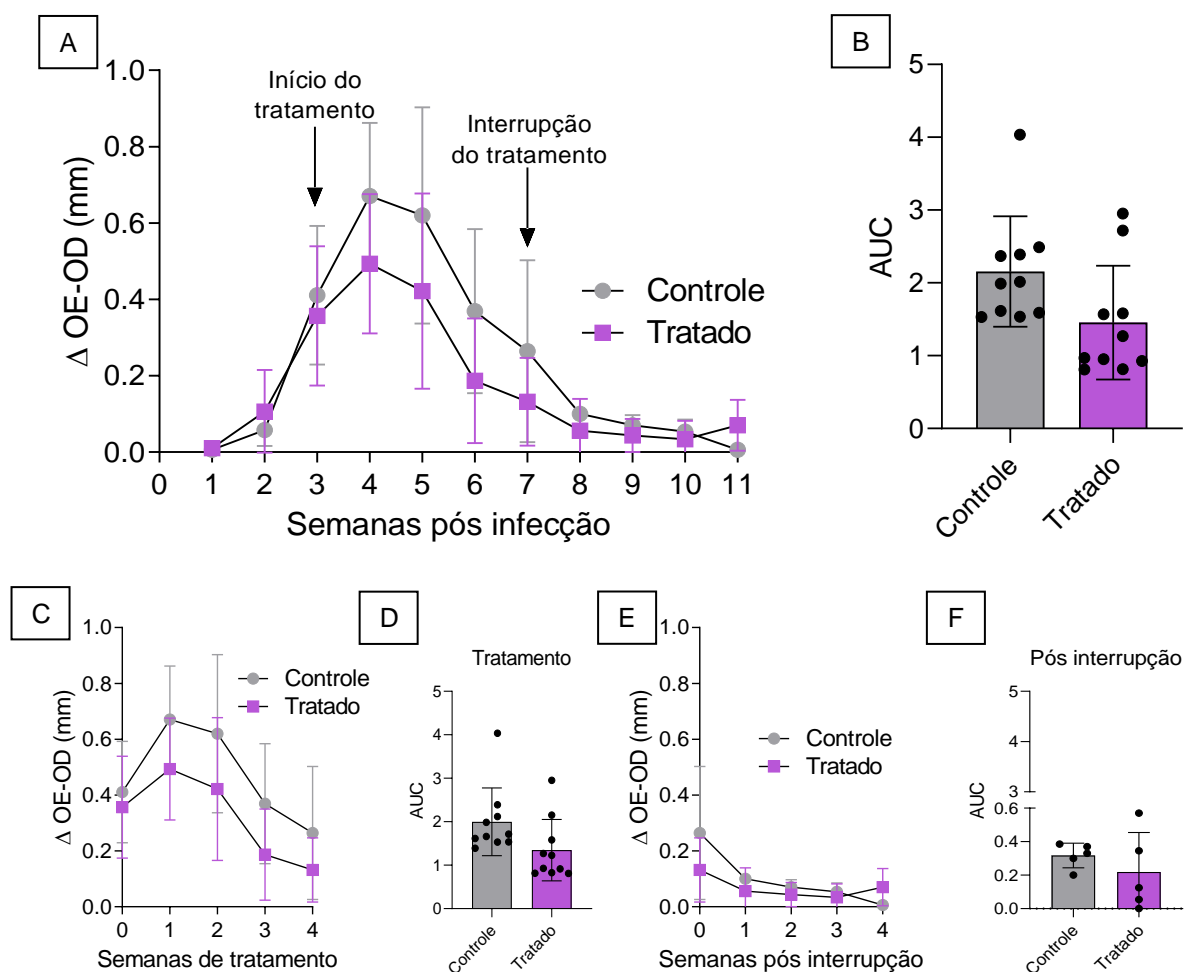 A
1.0
0.8
0.6
0.4
0.2
0.0
Δ OE-OD (mm)
Início do
tratamento
Interrupção
do tratamento
Controle
Tratado
0 1 2 3 4 5 6 7 8 9 10 11
Semanas pós infecção
B
5
4
3
2
1
0
AUC
Controle
Tratado
C
1.0
0.8
0.6
0.4
0.2
0.0
Δ OE-OD (mm)
Controle
Tratado
0 1 2 3 4
Semanas de tratamento
D
Tratamento
5
4
3
2
1
0
AUC
Controle
Tratado
E
1.0
0.8
0.6
0.4
0.2
0.0
Δ OE-OD (mm)
Controle
Tratado
0 1 2 3 4
Semanas pós interrupção
F
Pós interrupção
5
4
3
0.6
0.4
0.2
0.0
AUC
Controle
Tratado